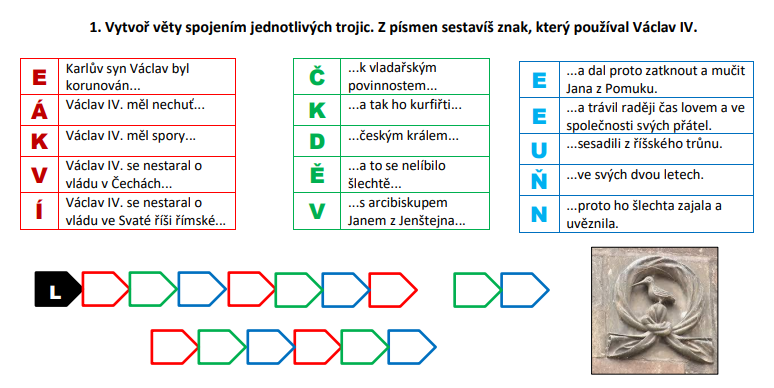 1. Vytvoř věty spojením jednotlivých trojic. Z písmen sestavíš znak, který používal Václav IV.
E
Karlův syn Václav byl
korunován...
Á
Václav IV. měl nechuť...
K
Václav IV. měl spory...
V
Václav IV. se nestaral o
vládu v Čechách...
Í
Václav IV. se nestaral o
vládu ve Svaté říši římské...
Č
...k vladařským
povinnostem...
K
...a tak ho kurfiřti...
D
...českým králem...
Ě
...a to se nelíbilo
šlechtě...
V
...s arcibiskupem
Janem z Jenštejna...
E
...a dal proto zatknout a mučit
Jana z Pomuku.
E
...a trávil raději čas lovem a ve
společnosti svých přátel.
U
...sesadili z říšského trůnu.
Ň
...ve svých dvou letech.
N
...proto ho šlechta zajala a
uvěznila.
L